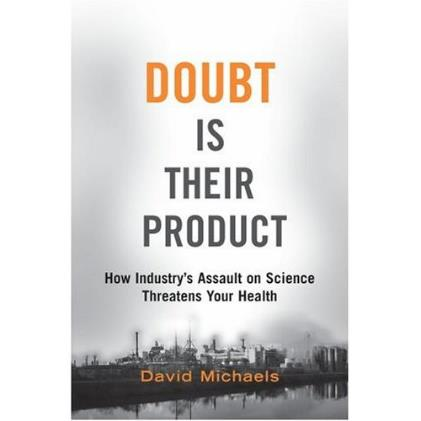 DOUBT
IS
THEIR
PRODUCT
How Industry's Assault on Science
Threatens Your Health
David Michaels